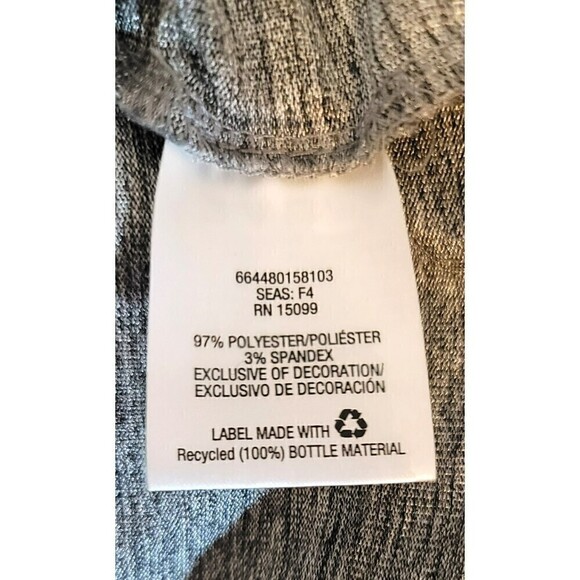 664480158103
SEAS: F4
RN 15099
97% POLYESTER/POLIÉSTER
3% SPANDEX
EXCLUSIVE OF DECORATION/
EXCLUSIVO DE DECORACIÓN
LABEL MADE WITH
Recycled (100%) BOTTLE MATERIAL